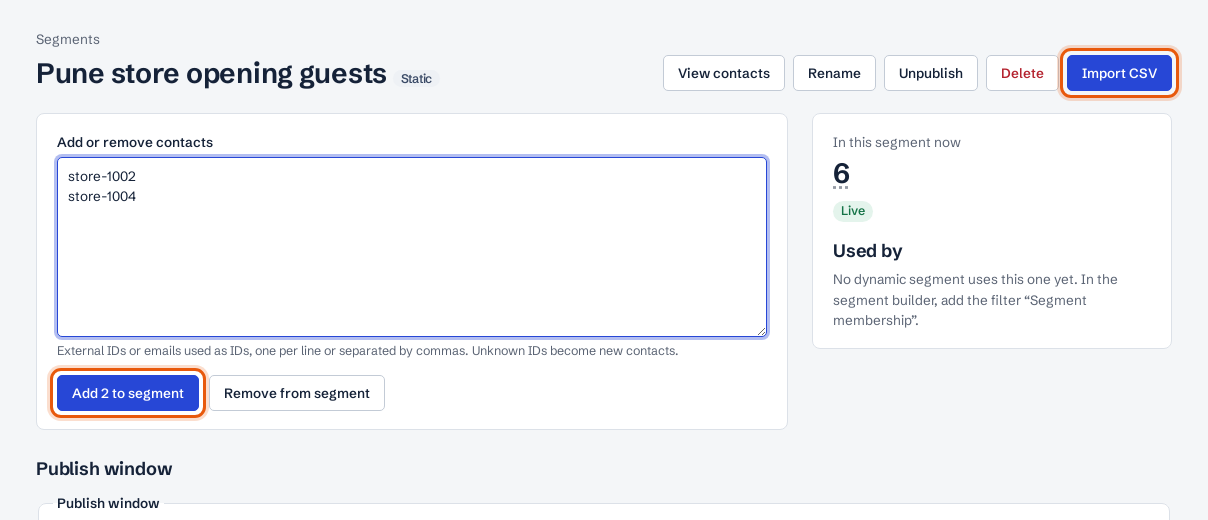 Segments
Pune store opening guests Static
View contacts Rename Unpublish Delete Import CSV
Add or remove contacts
store-1002
store-1004
External IDs or emails used as IDs, one per line or separated by commas. Unknown IDs become new contacts.
Add 2 to segment Remove from segment
In this segment now
6
Live
Used by
No dynamic segment uses this one yet. In the
segment builder, add the filter “Segment
membership”.
Publish window
Publish window